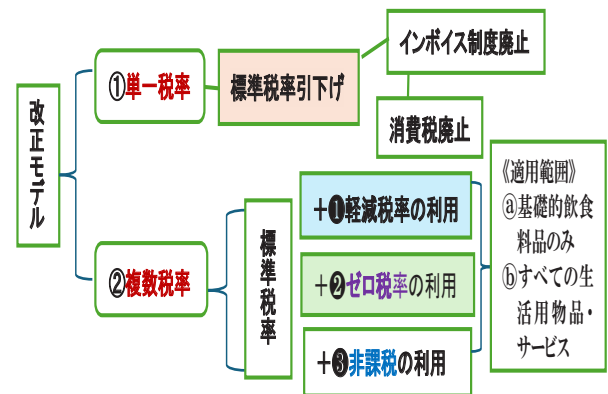 改正モデル
①単一税率
標準税率引下げ
インボイス制度廃止
消費税廃止
②複数税率
標準税率
＋❶軽減税率の利用
＋❷ゼロ税率の利用
＋❸非課税の利用
《適用範囲》
ⓐ基礎的飲食
料品のみ
ⓑすべての生
活用物品・
サービス